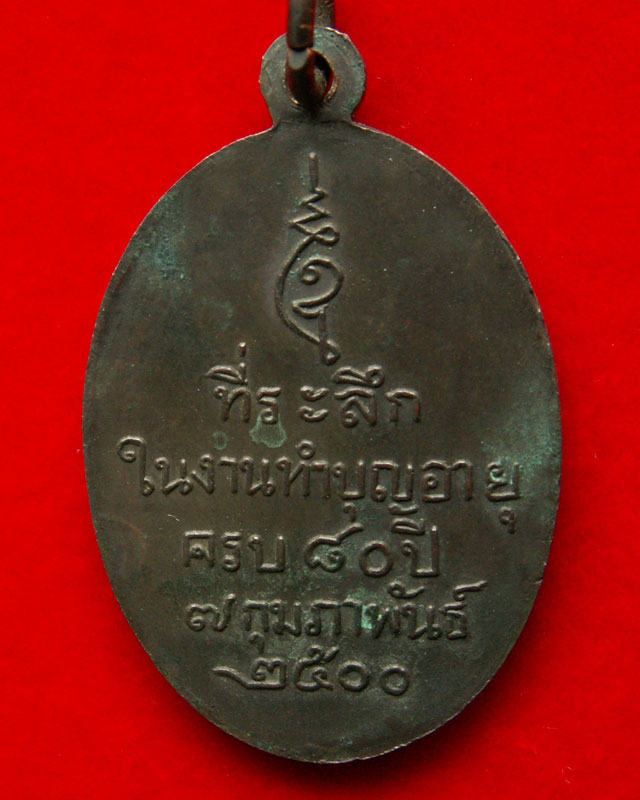 ที่ระลึก
ในงานทำบุญอายุ
ครบ ๘๐ ปี
๗ กุมภาพันธ์
๒๕๐๐